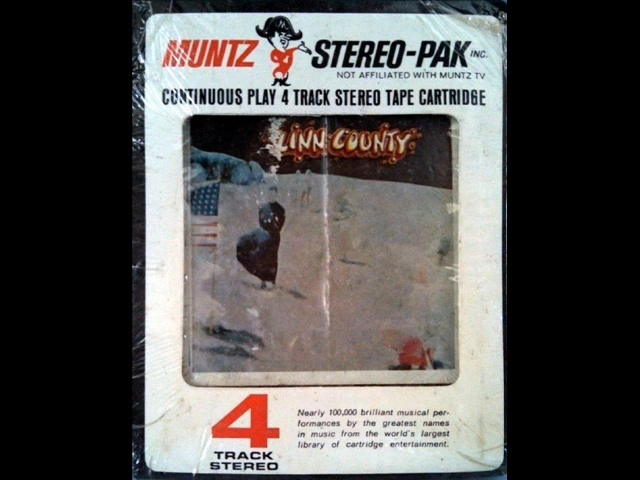 MUNTZ STEREO-PAK INC.
NOT AFFILIATED WITH MUNTZ TV
CONTINUOUS PLAY 4 TRACK STEREO TAPE CARTRIDGE
LINN COUNTY
4
TRACK
STEREO
Nearly 100,000 brilliant musical per-
formances by the greatest names
in music from the world's largest
library of cartridge entertainment.